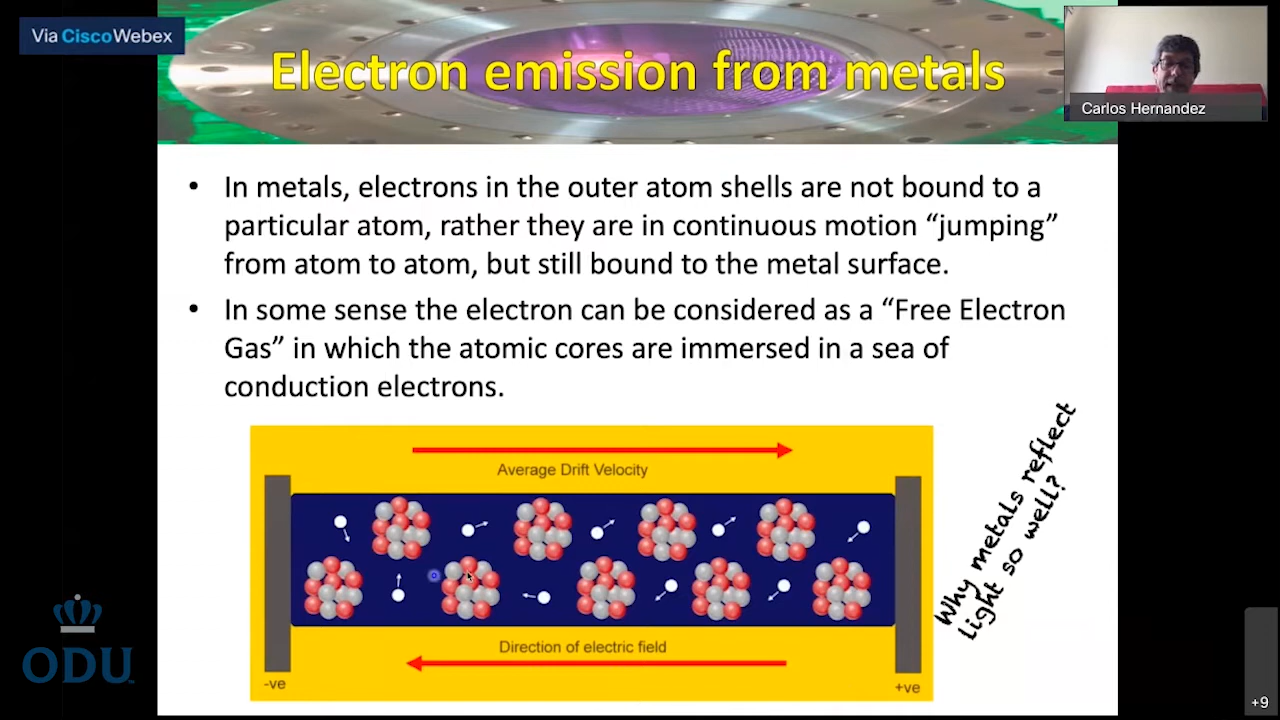 Via CiscoWebex
Electron emission from metals
Carlos Hernandez
• In metals, electrons in the outer atom shells are not bound to a
particular atom, rather they are in continuous motion “jumping”
from atom to atom, but still bound to the metal surface.
• In some sense the electron can be considered as a “Free Electron
Gas” in which the atomic cores are immersed in a sea of
conduction electrons.
Average Drift Velocity
Direction of electric field
-ve
+ve
Why metals reflect
Light so well?
ODU
+9